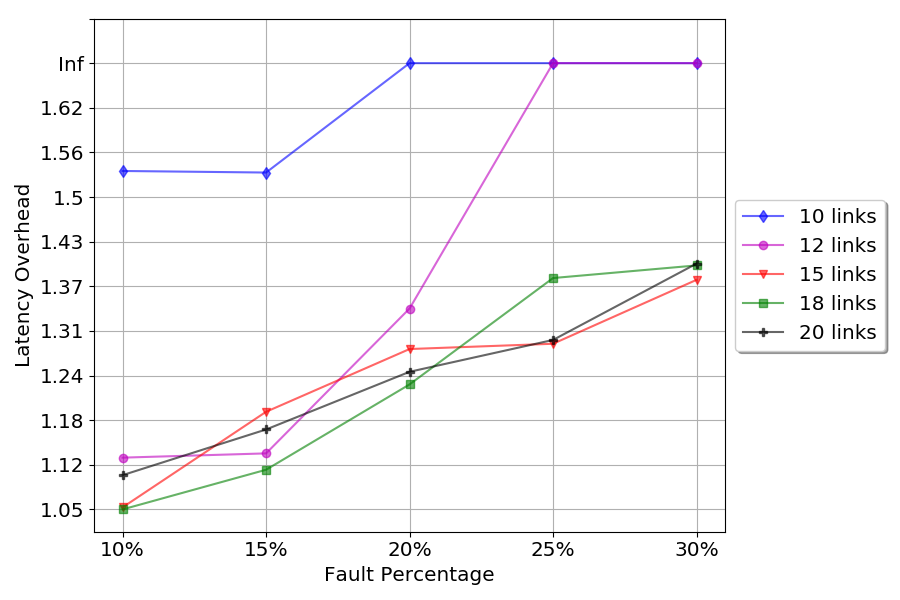 Inf
1.62
1.56
1.5
1.43
1.37
1.31
1.24
1.18
1.12
1.05
Latency Overhead
10% 15% 20% 25% 30%
Fault Percentage
10 links
12 links
15 links
18 links
20 links